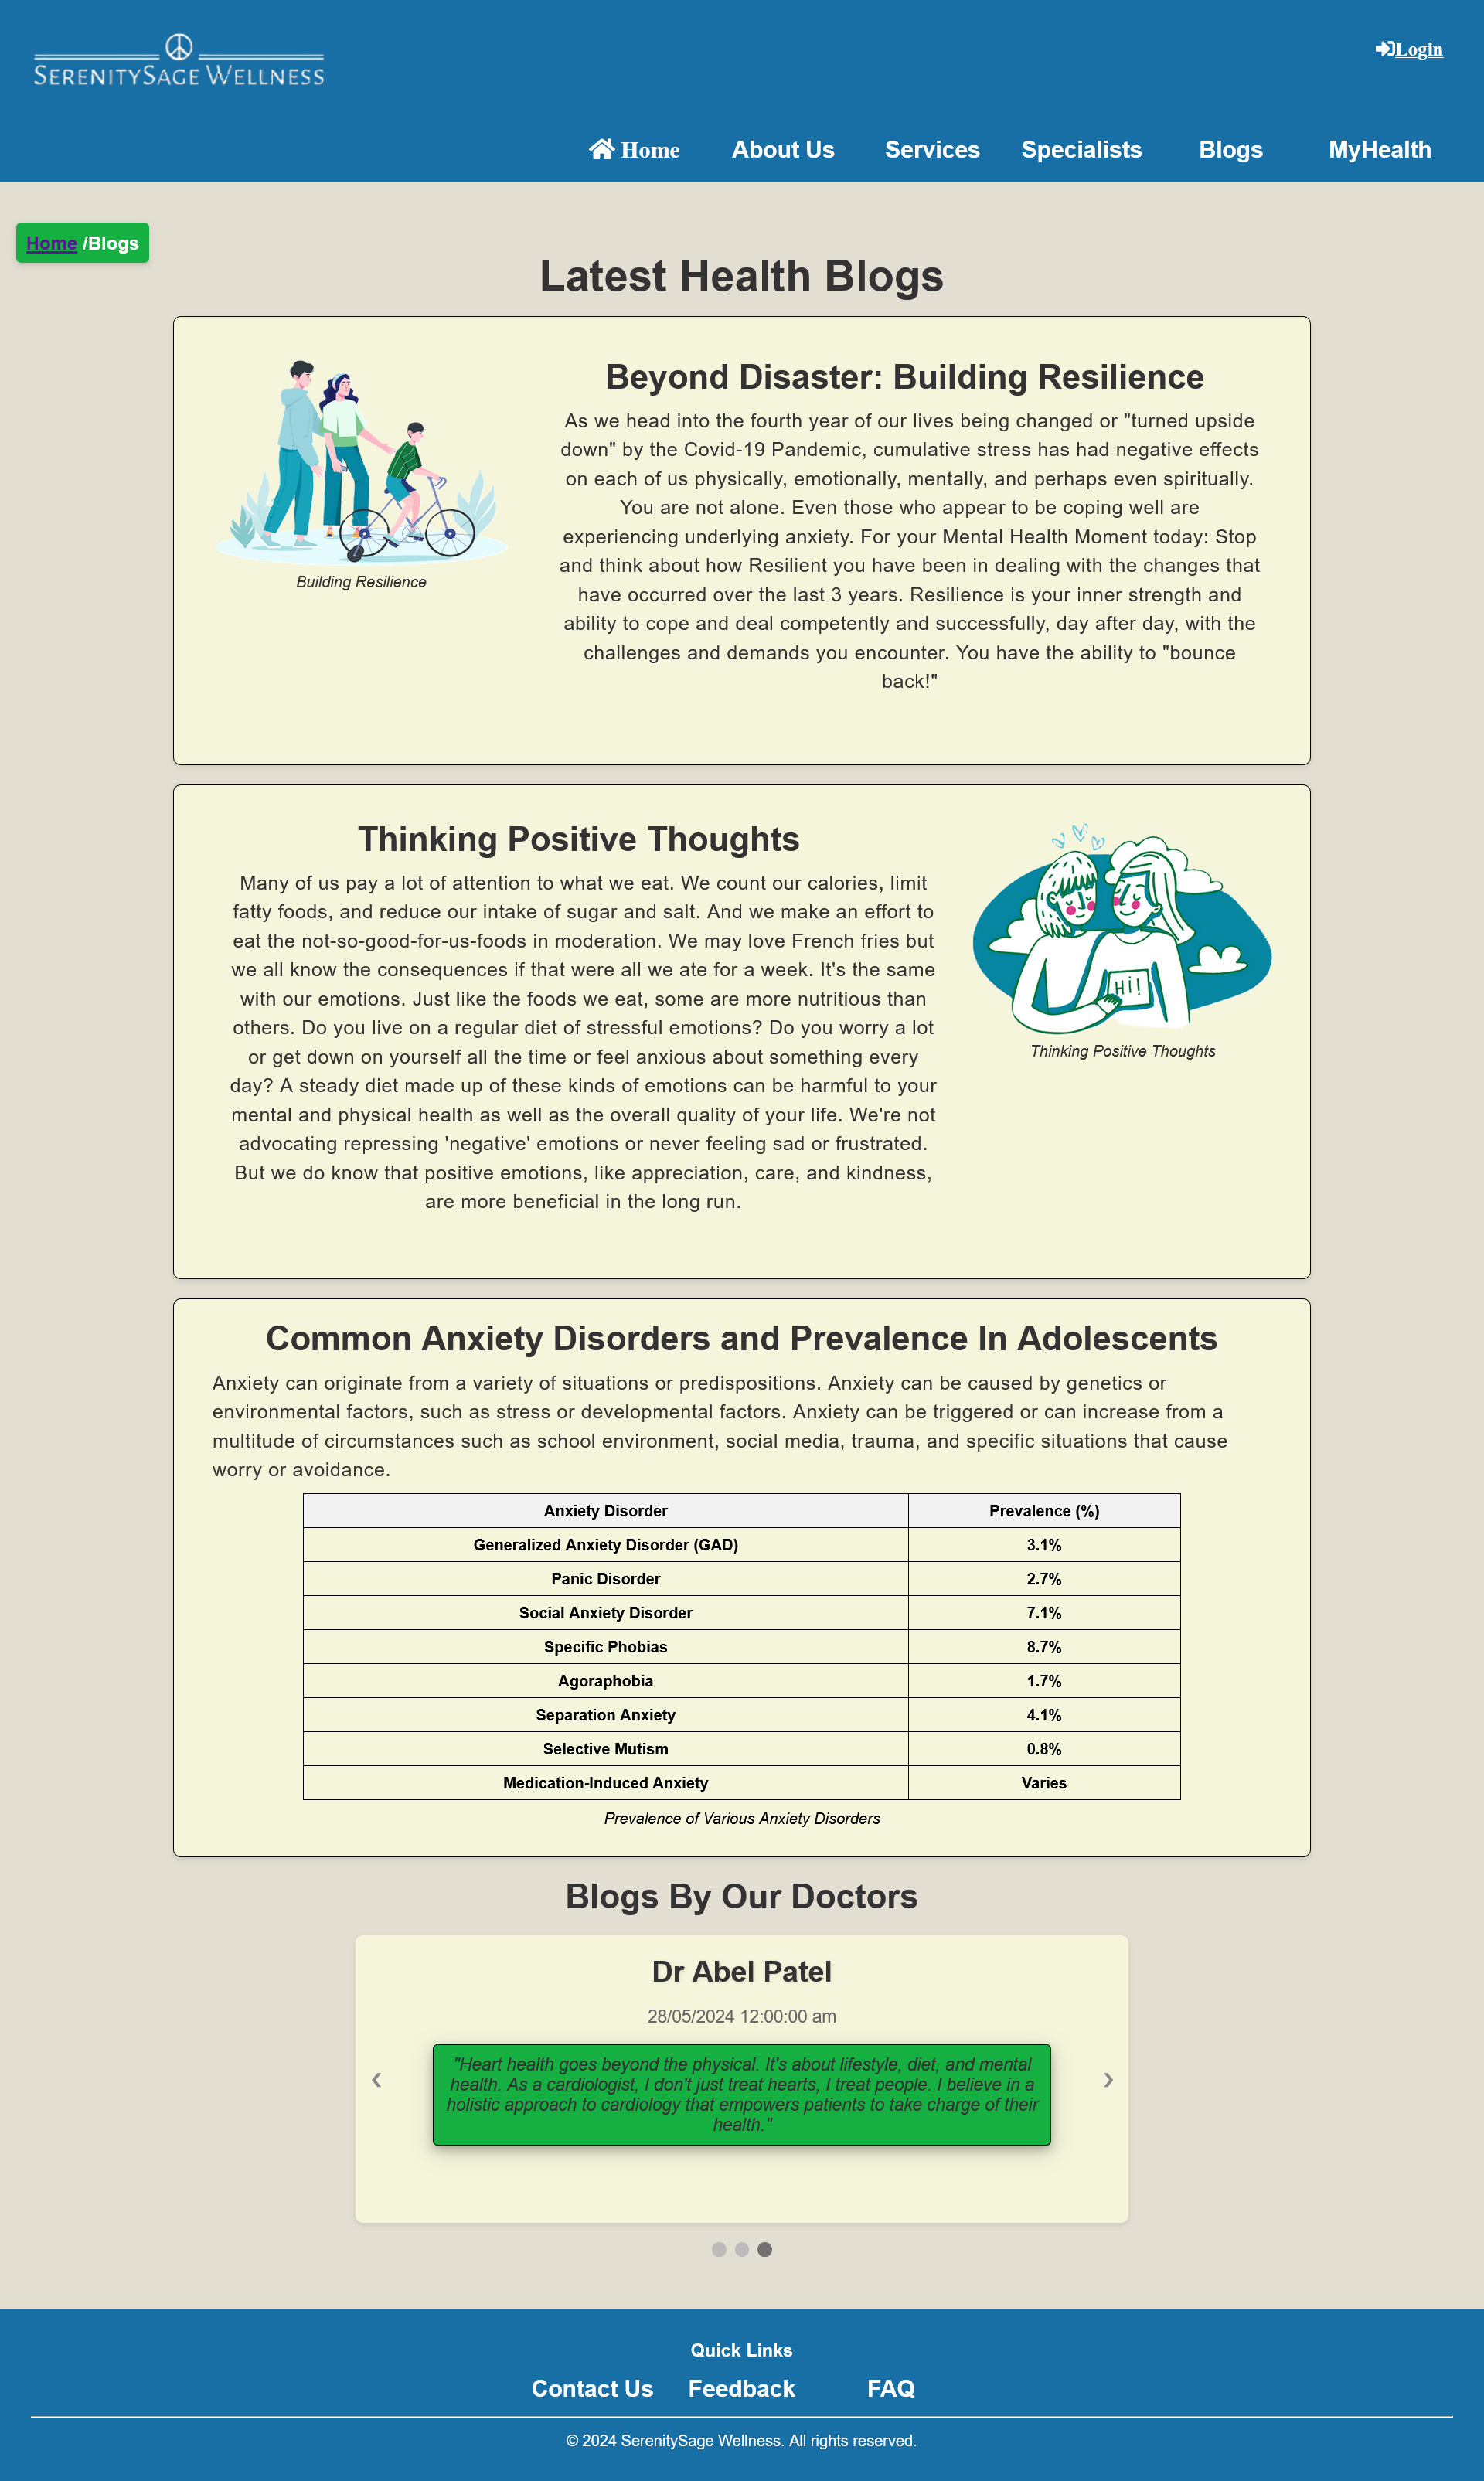 SerenitySage Wellness
Login
Home About Us Services Specialists Blogs MyHealth
Home /Blogs
Latest Health Blogs
Building Resilience
Beyond Disaster: Building Resilience
As we head into the fourth year of our lives being changed or "turned upside
down" by the Covid-19 Pandemic, cumulative stress has had negative effects
on each of us physically, emotionally, mentally, and perhaps even spiritually.
You are not alone. Even those who appear to be coping well are
experiencing underlying anxiety. For your Mental Health Moment today: Stop
and think about how Resilient you have been in dealing with the changes that
have occurred over the last 3 years. Resilience is your inner strength and
ability to cope and deal competently and successfully, day after day, with the
challenges and demands you encounter. You have the ability to "bounce
back!"
Thinking Positive Thoughts
Many of us pay a lot of attention to what we eat. We count our calories, limit
fatty foods, and reduce our intake of sugar and salt. And we make an effort to
eat the not-so-good-for-us-foods in moderation. We may love French fries but
we all know the consequences if that were all we ate for a week. It's the same
with our emotions. Just like the foods we eat, some are more nutritious than
others. Do you live on a regular diet of stressful emotions? Do you worry a lot
or get down on yourself all the time or feel anxious about something every
day? A steady diet made up of these kinds of emotions can be harmful to your
mental and physical health as well as the overall quality of your life. We're not
advocating repressing 'negative' emotions or never feeling sad or frustrated.
But we do know that positive emotions, like appreciation, care, and kindness,
are more beneficial in the long run.
Hi!
Thinking Positive Thoughts
Common Anxiety Disorders and Prevalence In Adolescents
Anxiety can originate from a variety of situations or predispositions. Anxiety can be caused by genetics or
environmental factors, such as stress or developmental factors. Anxiety can be triggered or can increase from a
multitude of circumstances such as school environment, social media, trauma, and specific situations that cause
worry or avoidance.
Anxiety Disorder Prevalence (%)
Generalized Anxiety Disorder (GAD) 3.1%
Panic Disorder 2.7%
Social Anxiety Disorder 7.1%
Specific Phobias 8.7%
Agoraphobia 1.7%
Separation Anxiety 4.1%
Selective Mutism 0.8%
Medication-Induced Anxiety Varies
Prevalence of Various Anxiety Disorders
Blogs By Our Doctors
Dr Abel Patel
28/05/2024 12:00:00 am
"Heart health goes beyond the physical. It's about lifestyle, diet, and mental
health. As a cardiologist, I don't just treat hearts, I treat people. I believe in a
holistic approach to cardiology that empowers patients to take charge of their
health."
❮ ❯
Quick Links
Contact Us Feedback FAQ
© 2024 SerenitySage Wellness. All rights reserved.